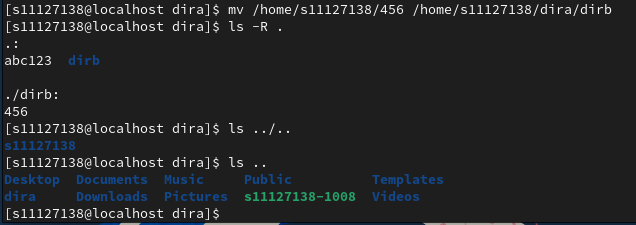 [s11127138@localhost dira]$ mv /home/s11127138/456 /home/s11127138/dira/dirb
[s11127138@localhost dira]$ ls -R .
.:
abc123  dirb

./dirb:
456
[s11127138@localhost dira]$ ls ../..
s11127138
[s11127138@localhost dira]$ ls ..
Desktop  Documents  Music     Public          Templates
dira     Downloads  Pictures  s11127138-1008  Videos
[s11127138@localhost dira]$